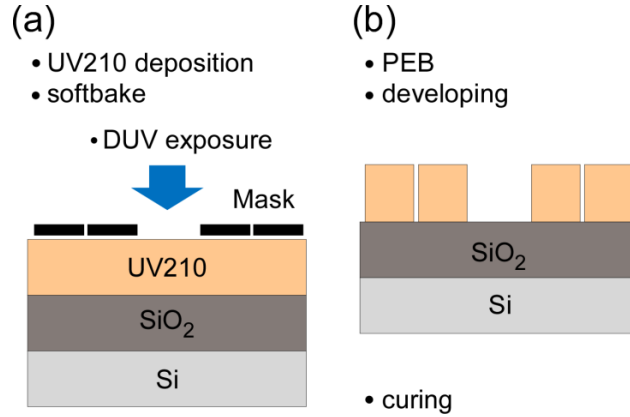 (a)
• UV210 deposition
• softbake
• DUV exposure
Mask
UV210
SiO₂
Si
(b)
• PEB
• developing
SiO₂
Si
• curing